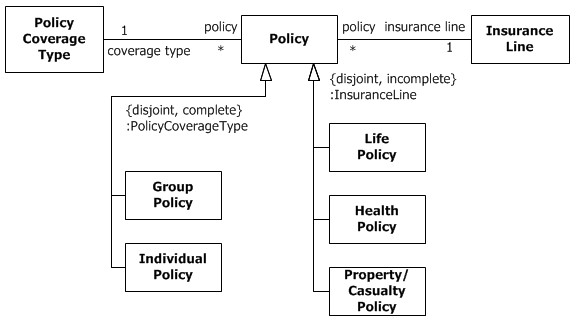 Policy
Coverage
Type
1
coverage type
policy
*
Policy
policy
*
insurance line
1
Insurance
Line
{disjoint, complete}
:PolicyCoverageType
{disjoint, incomplete}
:InsuranceLine
Group
Policy
Individual
Policy
Life
Policy
Health
Policy
Property/
Casualty
Policy